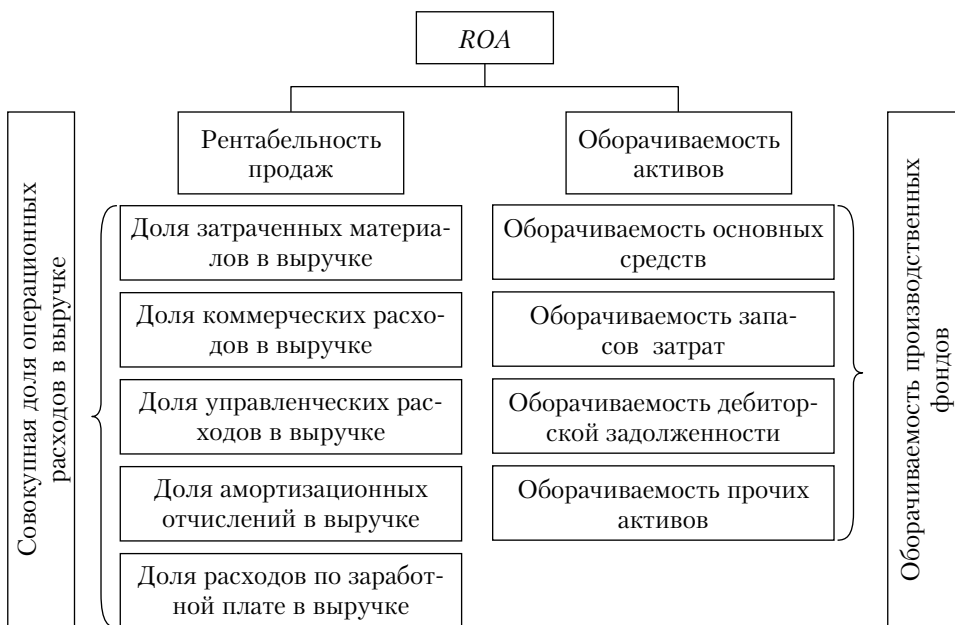 ROA
Рентабельность
продаж
Оборачиваемость
активов
Совокупная доля операционных
расходов в выручке
Доля затраченных материа-
лов в выручке
Доля коммерческих расхо-
дов в выручке
Доля управленческих рас-
ходов в выручке
Доля амортизационных
отчислений в выручке
Доля расходов по заработ-
ной плате в выручке
Оборачиваемость основных
средств
Оборачиваемость запа-
сов затрат
Оборачиваемость дебитор-
ской задолженности
Оборачиваемость прочих
активов
Оборачиваемость производственных
фондов